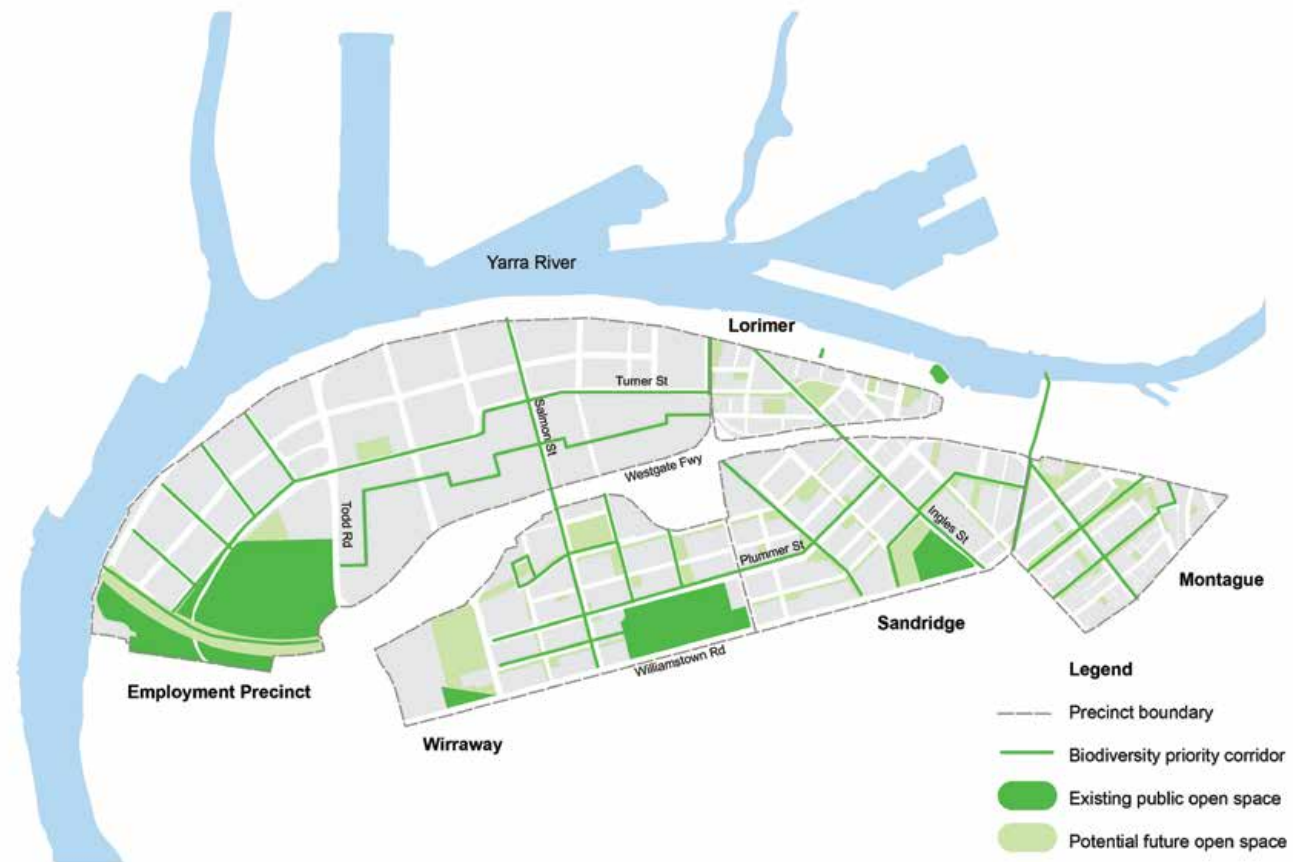 Yarra River
Lorimer
Turner St
Salmon St
Westgate Fwy
Todd Rd
Ingles St
Plummer St
Montague
Sandridge
Williamstown Rd
Employment Precinct
Wirraway
Legend
Precinct boundary
Biodiversity priority corridor
Existing public open space
Potential future open space